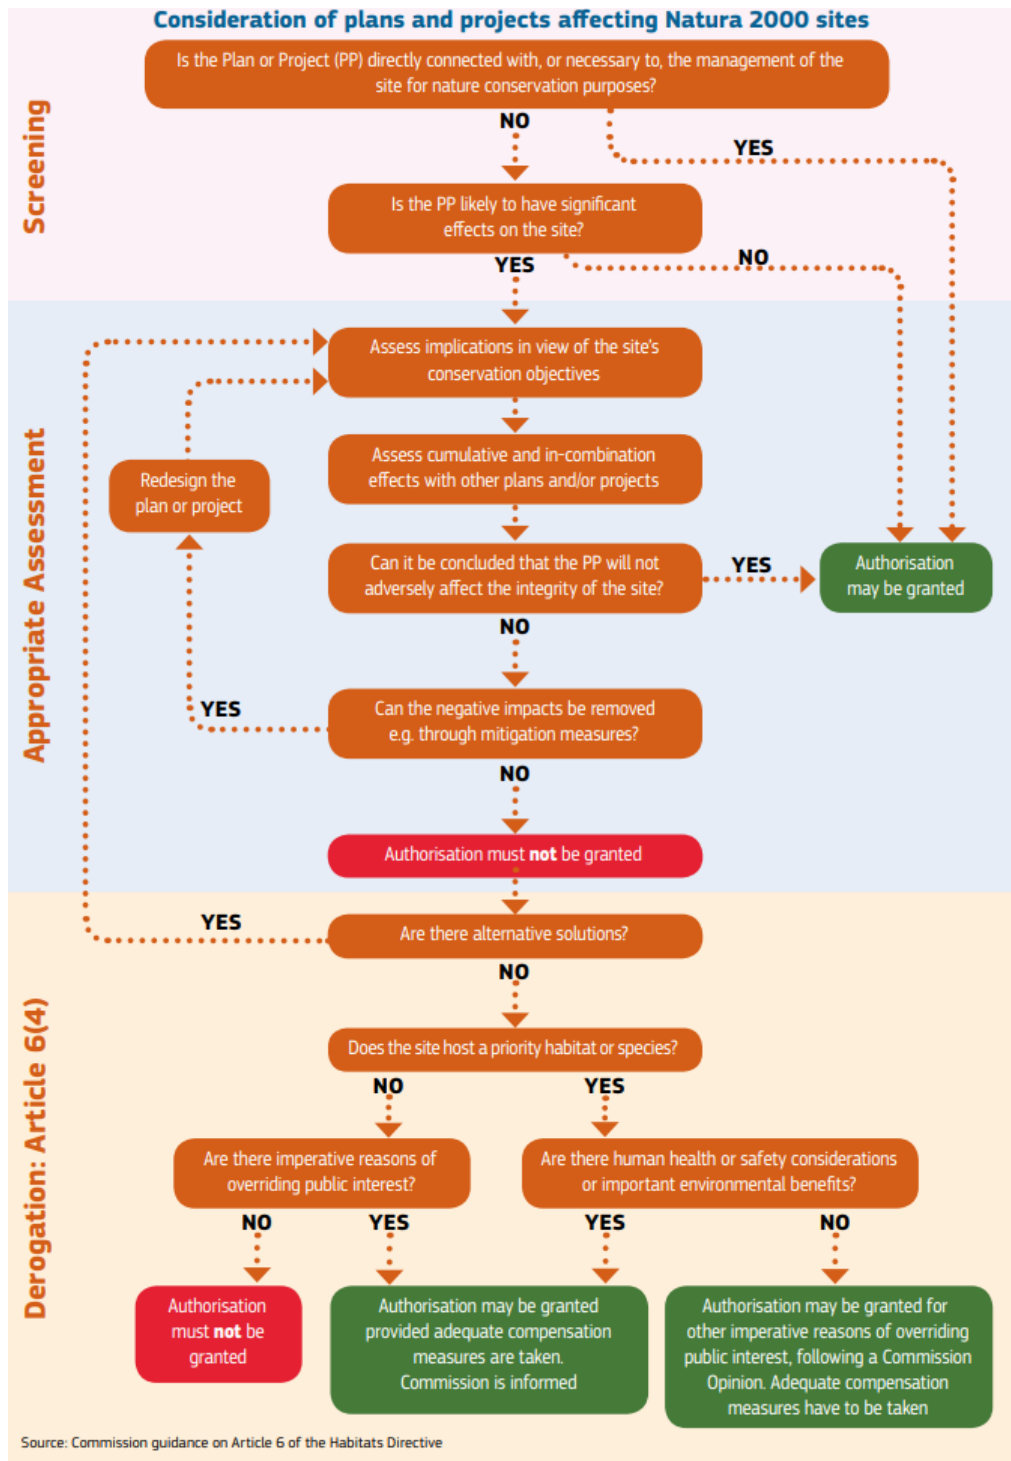 Consideration of plans and projects affecting Natura 2000 sites
Screening
Is the Plan or Project (PP) directly connected with, or necessary to, the management of the
site for nature conservation purposes?
NO
YES
Is the PP likely to have significant
effects on the site?
NO
YES
Appropriate Assessment
Assess implications in view of the site's
conservation objectives
Assess cumulative and in-combination
effects with other plans and/or projects
Redesign the
plan or project
Can it be concluded that the PP will not
adversely affect the integrity of the site?
YES
Authorisation
may be granted
NO
Can the negative impacts be removed
e.g. through mitigation measures?
YES
NO
Authorisation must not be granted
Derogation: Article 6(4)
YES
Are there alternative solutions?
NO
Does the site host a priority habitat or species?
NO
YES
Are there imperative reasons of
overriding public interest?
Are there human health or safety considerations
or important environmental benefits?
NO
YES
YES
NO
Authorisation
must not be
granted
Authorisation may be granted
provided adequate compensation
measures are taken.
Commission is informed
Authorisation may be granted for
other imperative reasons of overriding
public interest, following a Commission
Opinion. Adequate compensation
measures have to be taken
Source: Commission guidance on Article 6 of the Habitats Directive